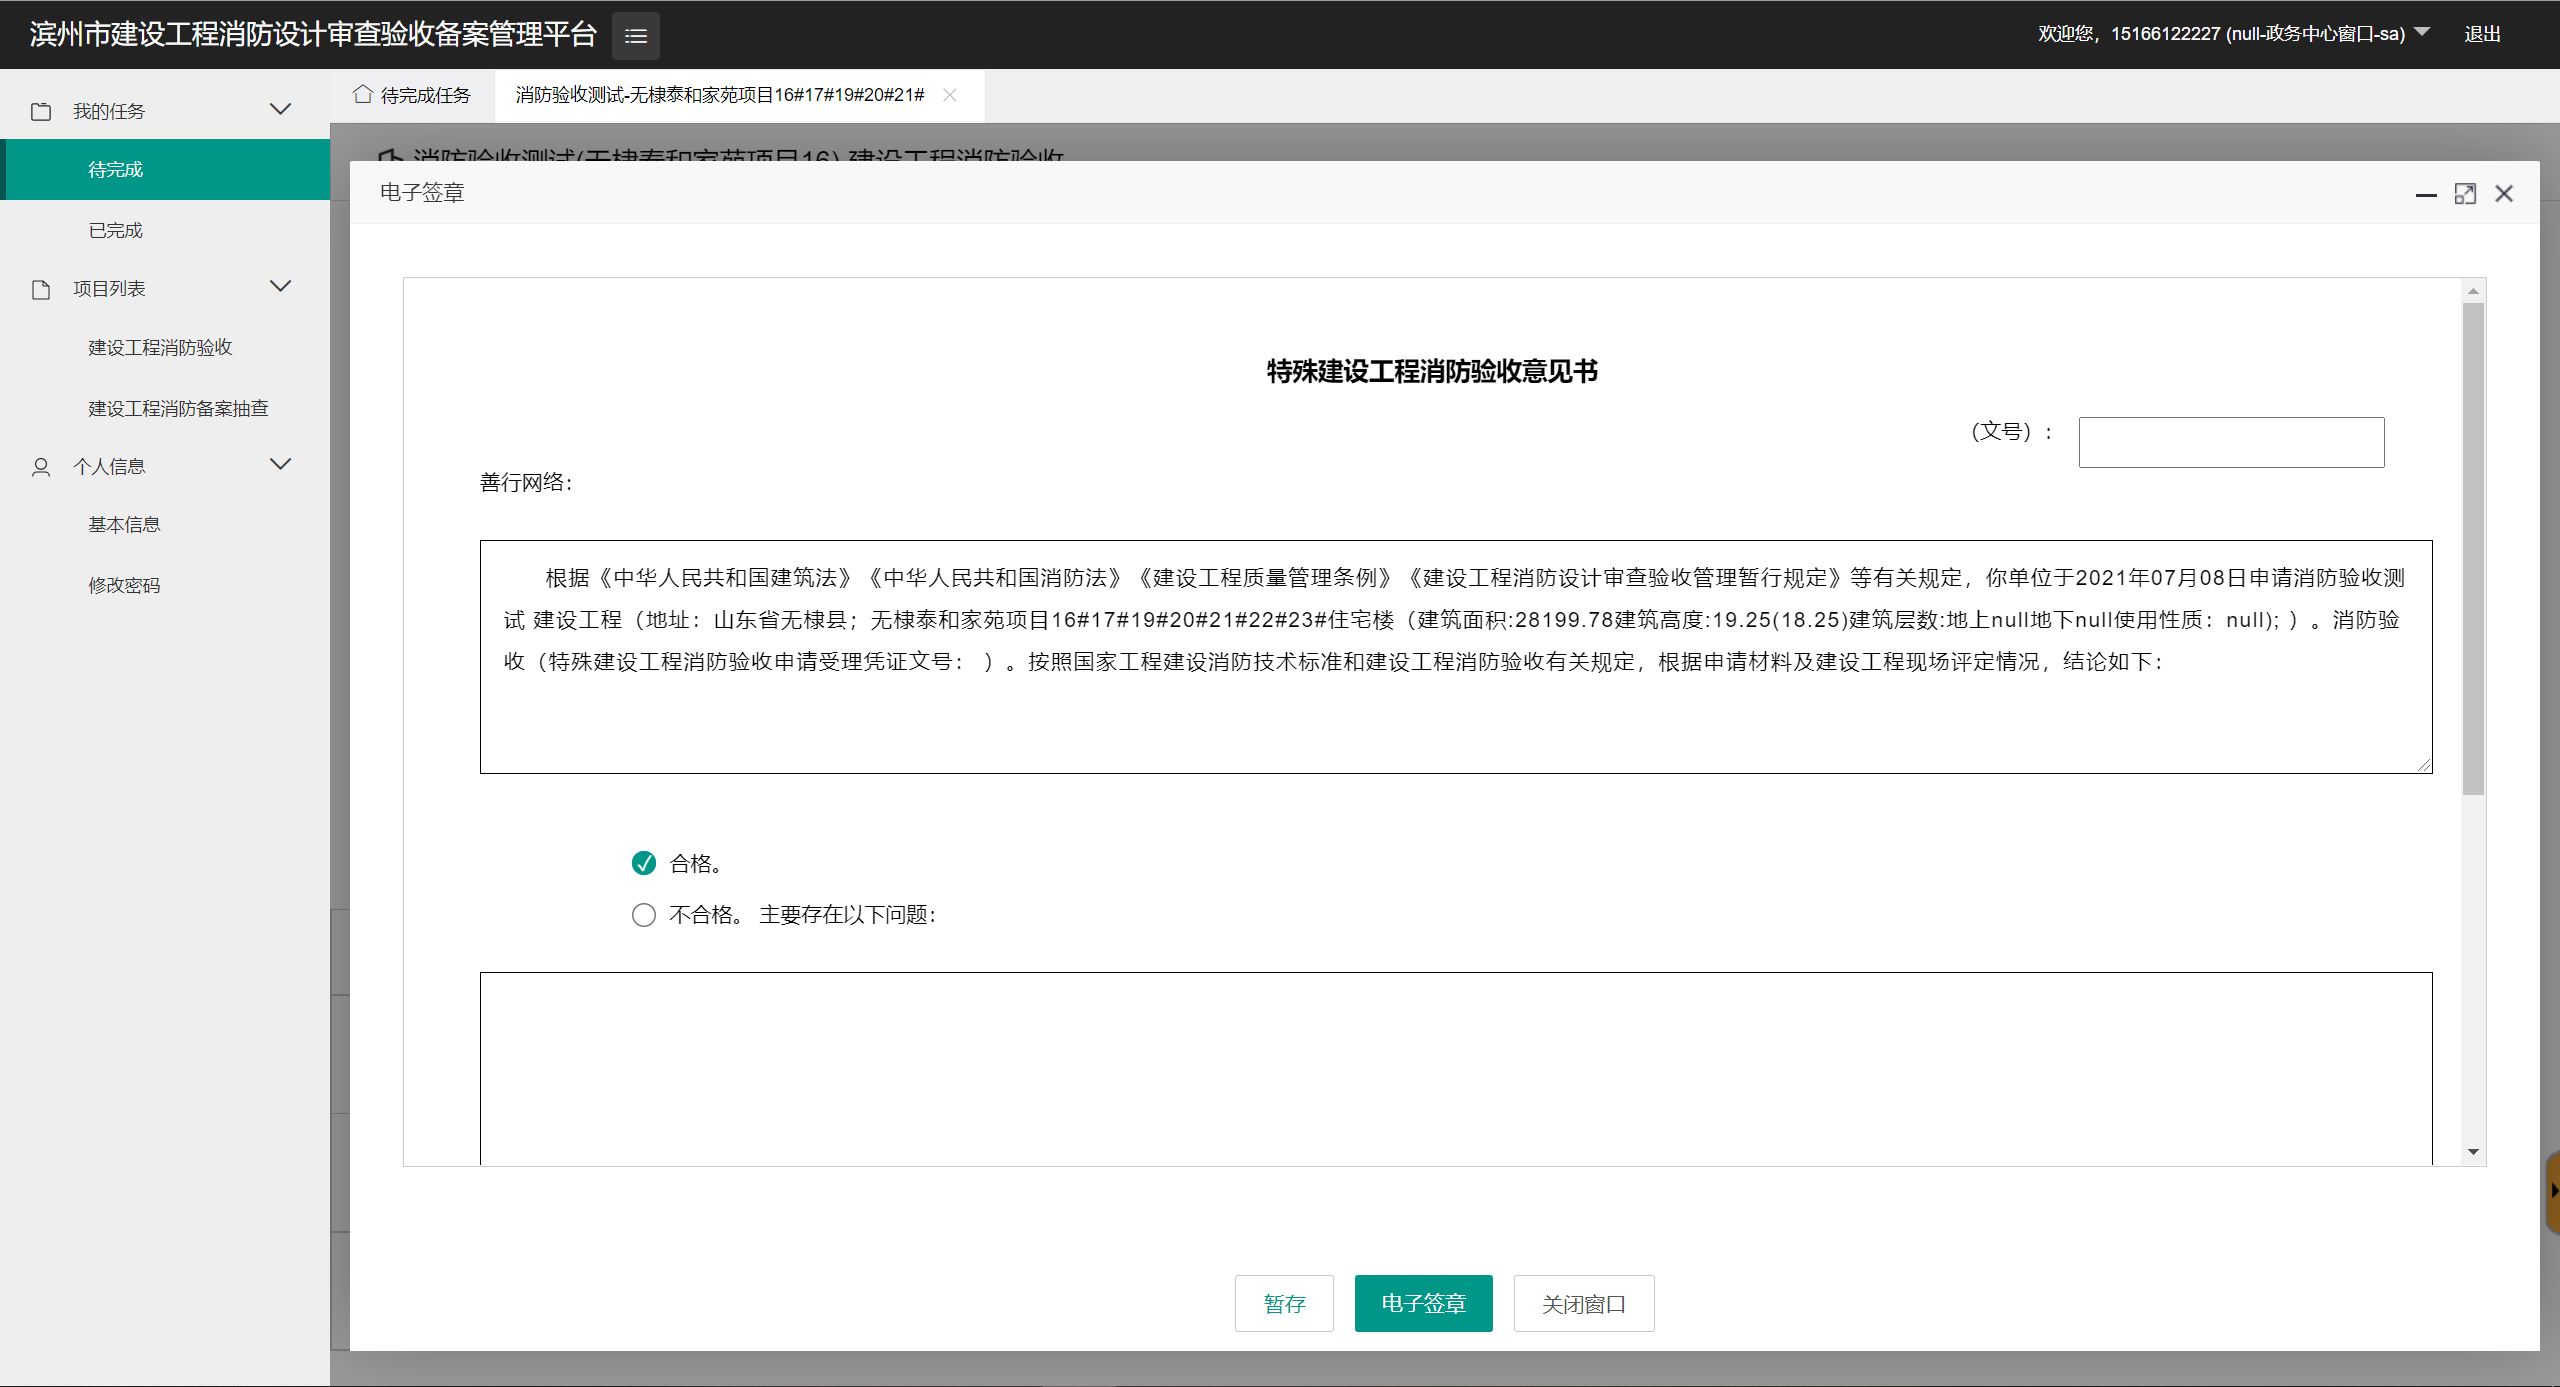 滨州市建设工程消防设计审查验收备案管理平台
欢迎您，15166122227 (null-政务中心窗口-sa)
退出
我的任务
待完成
已完成
项目列表
建设工程消防验收
建设工程消防备案抽查
个人信息
基本信息
修改密码
待完成任务
消防验收测试-无棣泰和家苑项目16#17#19#20#21#
消防验收测试(无棣泰和家苑项目16) 建设工程消防验收
电子签章
特殊建设工程消防验收意见书
（文号）：
善行网络：
根据《中华人民共和国建筑法》《中华人民共和国消防法》《建设工程质量管理条例》《建设工程消防设计审查验收管理暂行规定》等有关规定，你单位于2021年07月08日申请消防验收测
试 建设工程（地址：山东省无棣县；无棣泰和家苑项目16#17#19#20#21#22#23#住宅楼（建筑面积:28199.78建筑高度:19.25(18.25)建筑层数:地上null地下null使用性质：null); ）。消防验
收（特殊建设工程消防验收申请受理凭证文号： ）。按照国家工程建设消防技术标准和建设工程消防验收有关规定，根据申请材料及建设工程现场评定情况，结论如下：
合格。
不合格。 主要存在以下问题：
暂存
电子签章
关闭窗口